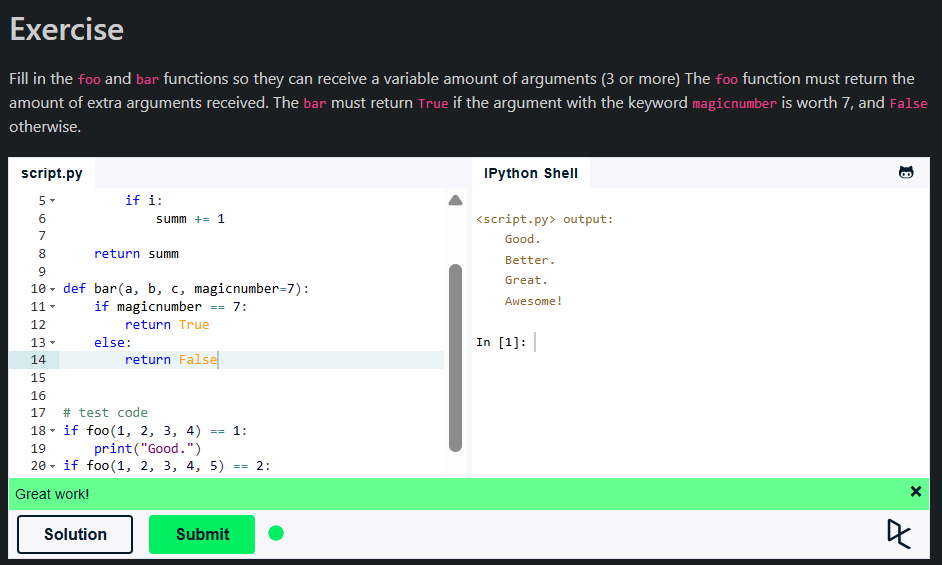 Exercise
Fill in the foo and bar functions so they can receive a variable amount of arguments (3 or more) The foo function must return the
amount of extra arguments received. The bar must return True if the argument with the keyword magicnumber is worth 7, and False
otherwise.
script.py
5 if i:
6 summ += 1
7
8 return summ
9
10 def bar(a, b, c, magicnumber=7):
11 if magicnumber == 7:
12 return True
13 else:
14 return False
15
16
17 # test code
18 if foo(1, 2, 3, 4) == 1:
19 print("Good.")
20 if foo(1, 2, 3, 4, 5) == 2:
IPython Shell
<script.py> output:
Good.
Better.
Great.
Awesome!
In [1]:
Great work!
Solution
Submit